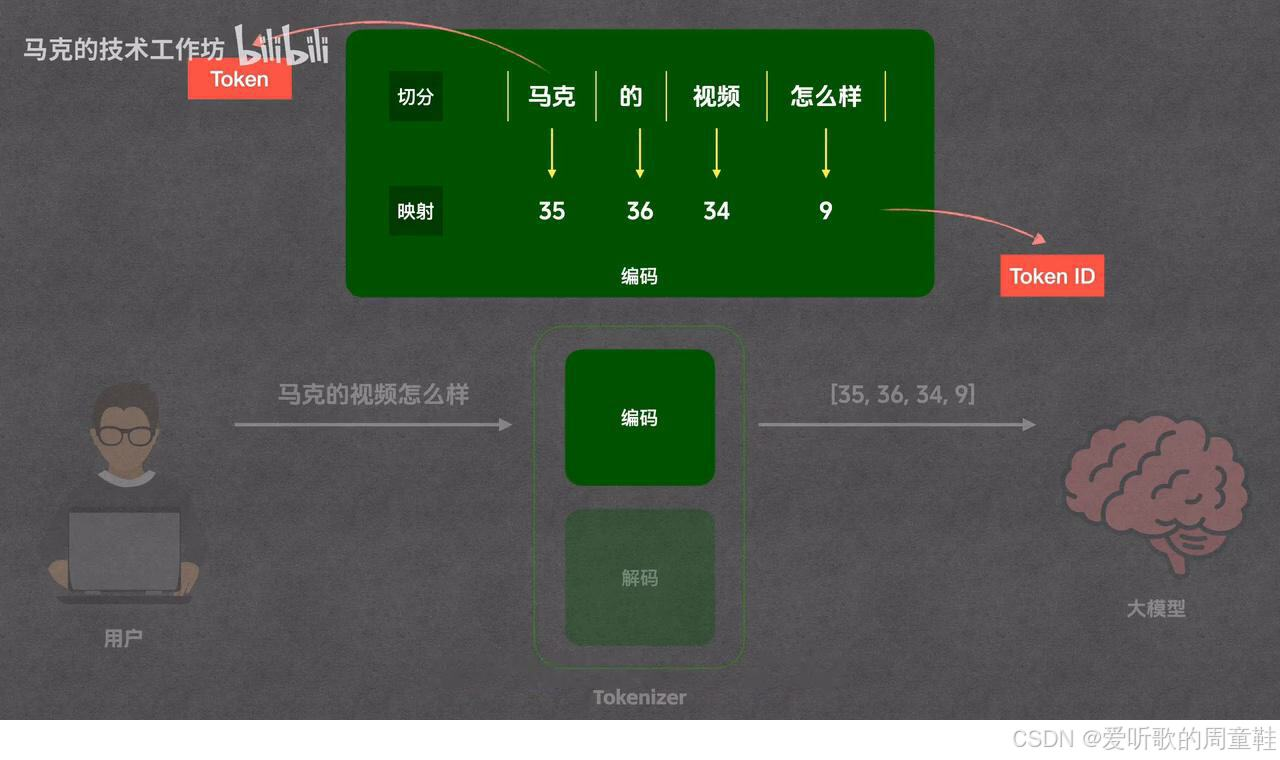 马克的技术工作坊 bilibili
Token
切分 马克 的 视频 怎么样
映射 35 36 34 9
Token ID
编码
马克的视频怎么样
[35, 36, 34, 9]
编码
解码
大模型
用户
Tokenizer
CSDN @爱听歌的周童鞋